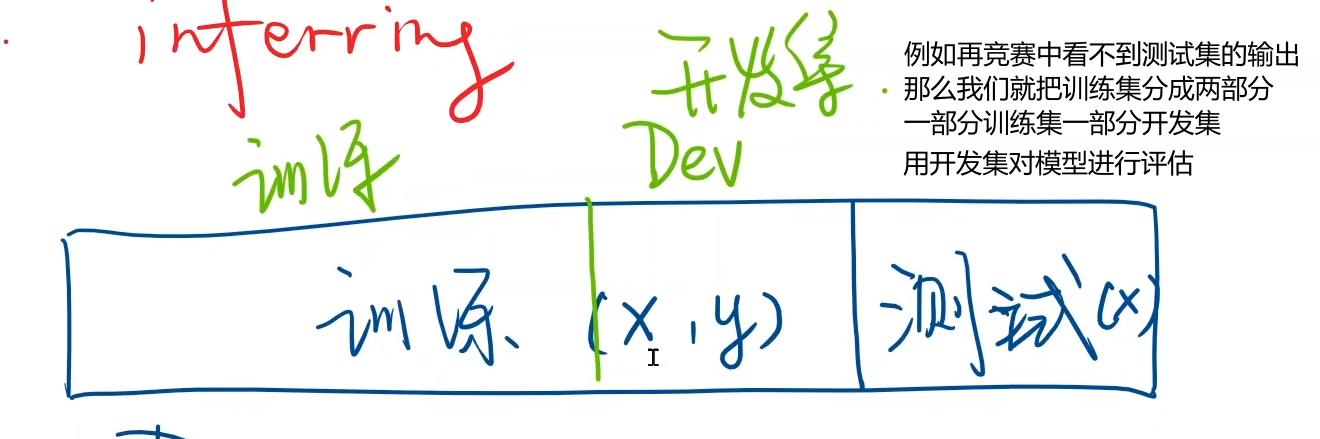 inferring
开发集
Dev
例如再竞赛中看不到测试集的输出
那么我们就把训练集分成两部分
一部分训练集一部分开发集
用开发集对模型进行评估
训练
训练 (x, y)
测试(x)